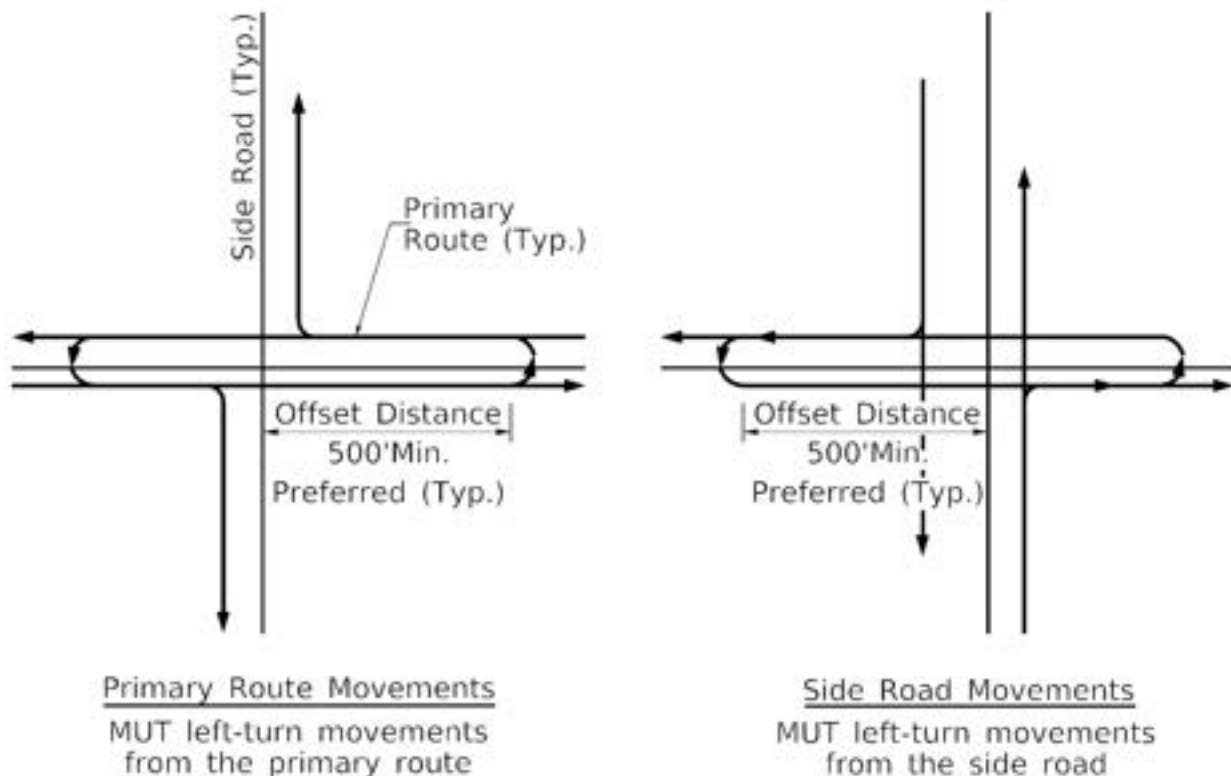 Side Road (Typ.)
Primary
Route (Typ.)
Offset Distance
500'Min.
Preferred (Typ.)
Primary Route Movements
MUT left-turn movements
from the primary route
Offset Distance
500'Min.
Preferred (Typ.)
Side Road Movements
MUT left-turn movements
from the side road